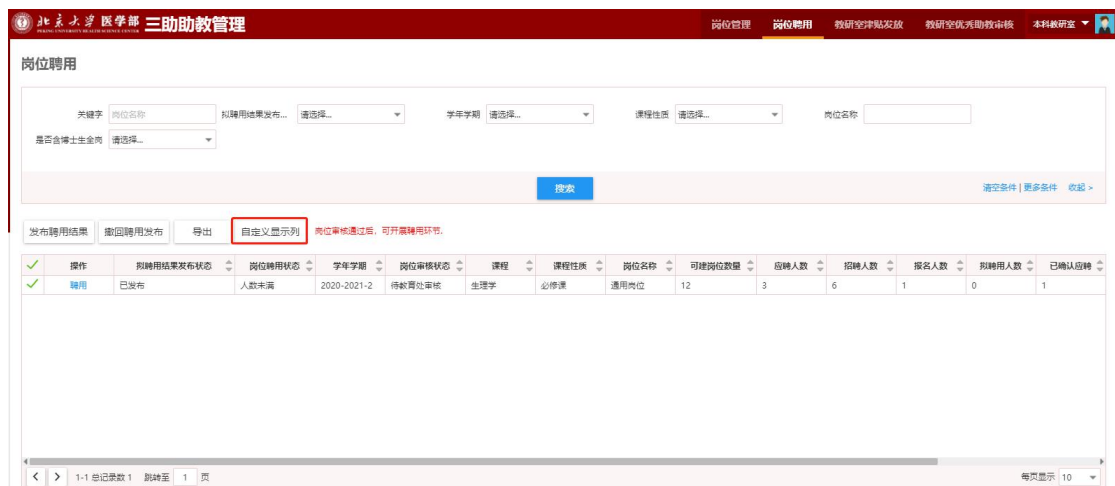 北京大学 医学部 三助助教管理 岗位管理 岗位聘用 教研室津贴发放 教研室优秀助教审核 本科教研室
PEKING UNIVERSITY HEALTH SCIENCE CENTER
岗位聘用
关键字 岗位名称 拟聘用结果发布... 请选择... 学年学期 请选择... 课程性质 请选择... 岗位名称
是否含博士生全岗 请选择...
搜索 清空条件 | 更多条件 收起 >
发布聘用结果 撤回聘用发布 导出 自定义显示列 岗位审核通过后，可开展聘用环节.
操作 拟聘用结果发布状态 岗位聘用状态 学年学期 岗位审核状态 课程 课程性质 岗位名称 可建岗位数量 应聘人数 招聘人数 报名人数 拟聘用人数 已确认应聘
聘用 已发布 人数未满 2020-2021-2 待教育处审核 生理学 必修课 通用岗位 12 3 6 1 0 1
< > 1-1 总记录数 1 跳转至 1 页 每页显示 10